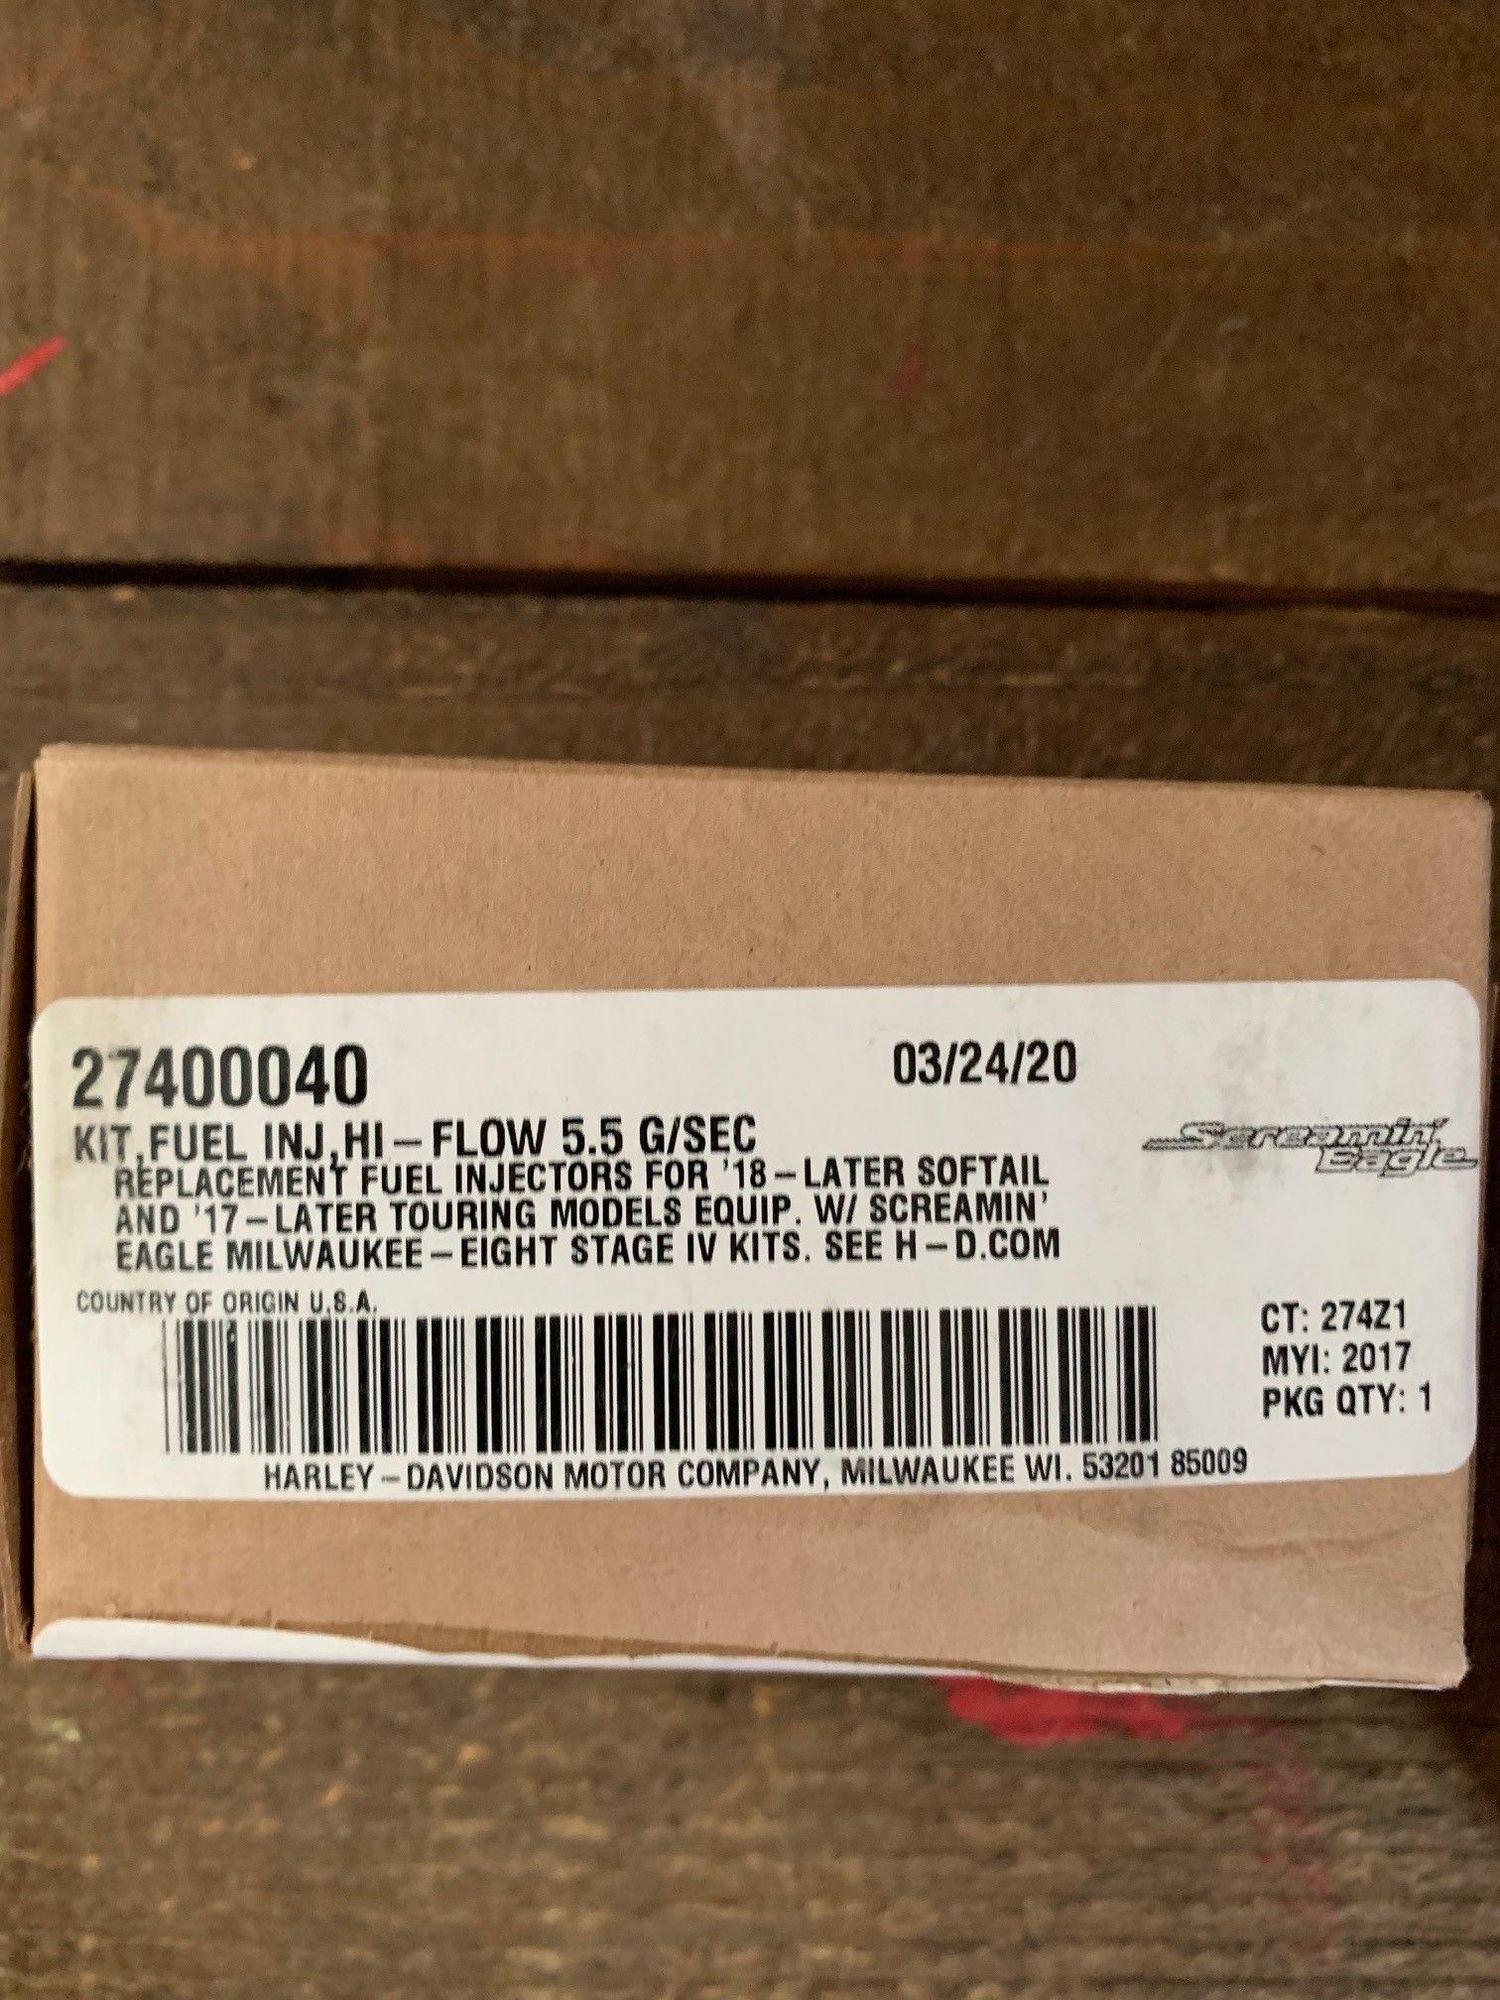 27400040
03/24/20
KIT,FUEL INJ,HI-FLOW 5.5 G/SEC
Screamin'
Eagle
REPLACEMENT FUEL INJECTORS FOR '18-LATER SOFTAIL
AND '17-LATER TOURING MODELS EQUIP. W/ SCREAMIN'
EAGLE MILWAUKEE-EIGHT STAGE IV KITS. SEE H-D.COM
COUNTRY OF ORIGIN U.S.A.
CT: 274Z1
MYI: 2017
PKG QTY: 1
HARLEY-DAVIDSON MOTOR COMPANY, MILWAUKEE WI. 53201 85009